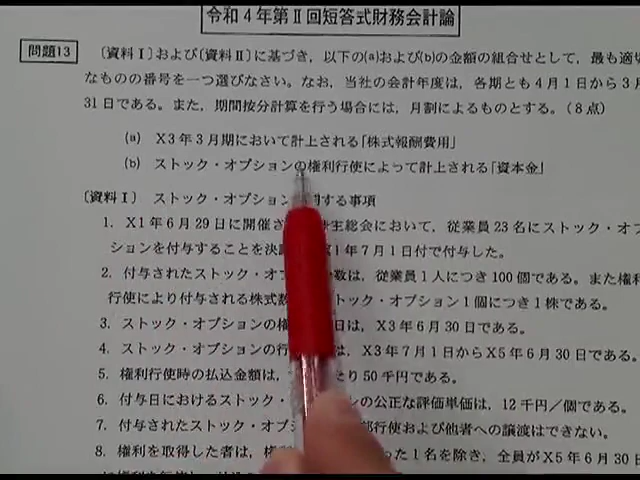 令和４年第Ⅱ回短答式財務会計論
問題13 〔資料Ⅰ〕および〔資料Ⅱ〕に基づき，以下の(a)および(b)の金額の組合せとして，最も適切
なものの番号を一つ選びなさい。なお，当社の会計年度は，各期とも４月１日から３月
31日である。また，期間按分計算を行う場合には，月割によるものとする。（８点）
(a) Ｘ３年３月期において計上される「株式報酬費用」
(b) ストック・オプションの権利行使によって計上される「資本金」
〔資料Ⅰ〕 ストック・オプション する事項
1. Ｘ１年６月29日に開催さ 主総会において，従業員23名にストック・オプ
ションを付与することを決 １年７月１日付で付与した。
2. 付与されたストック・オプ 数は，従業員１人につき100個である。また権利
行使により付与される株式数 トック・オプション１個につき１株である。
3. ストック・オプションの権 日は，Ｘ３年６月30日である。
4. ストック・オプションの行 は，Ｘ３年７月１日からＸ５年６月30日である。
5. 権利行使時の払込金額は， たり50千円である。
6. 付与日におけるストック・ ンの公正な評価単価は，12千円／個である。
7. 付与されたストック・オプ 部行使および他者への譲渡はできない。
8. 権利を取得した者は，権 った１名を除き，全員がＸ５年６月30日